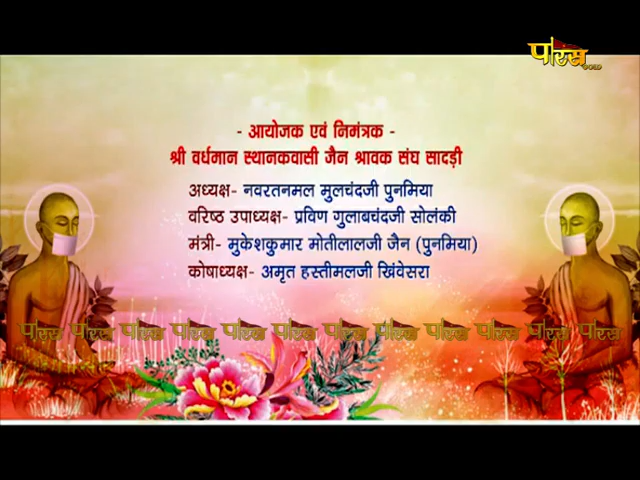 पारस
GOLD
- आयोजक एवं निमंत्रक -
श्री वर्धमान स्थानकवासी जैन श्रावक संघ सादड़ी
अध्यक्ष- नवरतनमल मुलचंदजी पुनमिया
वरिष्ठ उपाध्यक्ष- प्रविण गुलाबचंदजी सोलंकी
मंत्री- मुकेशकुमार मोतीलालजी जैन (पुनमिया)
कोषाध्यक्ष- अमृत हस्तीमलजी खिंवेसरा
पारस पारस पारस पारस पारस पारस पारस पारस पारस पारस पारस पारस